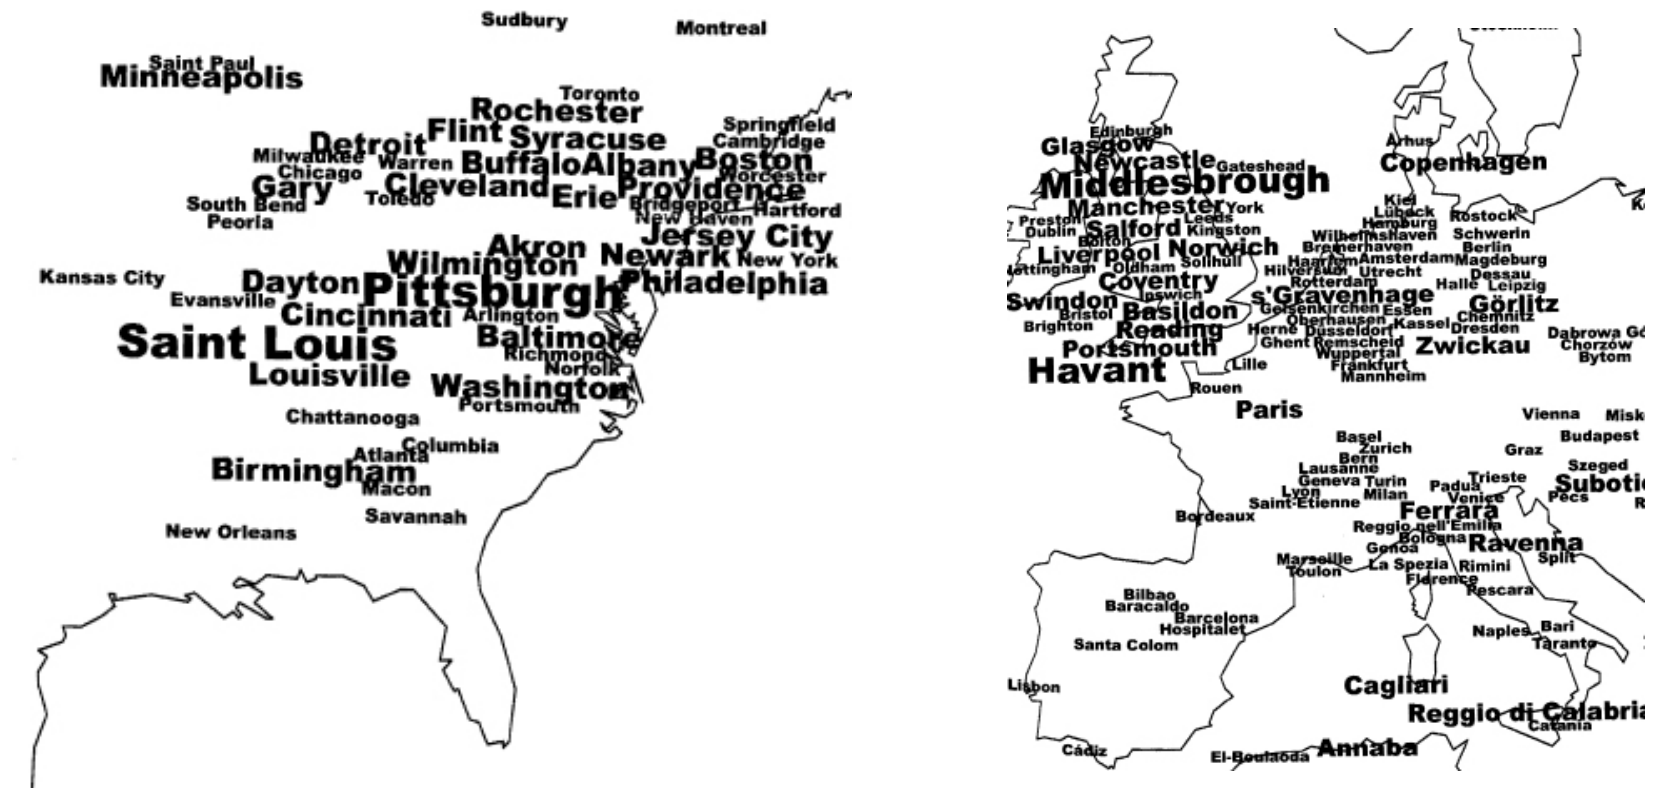 Sudbury
Montreal
Saint Paul
Minneapolis
Toronto
Rochester
Springfield
Flint
Syracuse
Detroit
Cambridge
Milwaukee
Warren
Buffalo
Albany
Boston
Chicago
Worcester
Gary
Cleveland
Erie
Providence
Toledo
South Bend
Bridgeport
Hartford
Peoria
New Haven
Jersey City
Akron
Newark
New York
Wilmington
Kansas City
Dayton
Pittsburgh
Philadelphia
Evansville
Cincinnati
Arlington
Saint Louis
Baltimore
Richmond
Norfolk
Louisville
Washington
Portsmouth
Chattanooga
Columbia
Atlanta
Birmingham
Macon
Savannah
New Orleans
Edinburgh
Glasgow
Arhus
Newcastle
Gateshead
Copenhagen
Middlesbrough
Kiel
Manchester
York
Lübeck
Rostock
Preston
Leeds
Hamburg
Dublin
Salford
Kingston
Wilhelmshaven
Schwerin
Bolton
Norwich
Bremerhaven
Berlin
Liverpool
Solihull
Haarlem
Amsterdam
Magdeburg
ottingham
Oldham
Hilversum
Utrecht
Dessau
Coventry
Rotterdam
Halle
Leipzig
Ipswich
s'Gravenhage
Swindon
Görlitz
Bristol
Basildon
Gelsenkirchen
Essen
Chemnitz
Oberhausen
Brighton
Reading
Herne
Düsseldorf
Kassel
Dresden
Dabrowa Gó
Portsmouth
Ghent
Remscheid
Zwickau
Chorzów
Wuppertal
Bytom
Havant
Lille
Frankfurt
Mannheim
Rouen
Paris
Vienna
Misk
Basel
Budapest
Zurich
Graz
Bern
Lausanne
Szeged
Geneva
Turin
Trieste
Subotic
Lyon
Milan
Padua
Venice
Pécs
Saint-Etienne
Ferrara
Bordeaux
Reggio nell'Emilia
Bologna
Ravenna
Genoa
Split
Marseille
La Spezia
Rimini
Toulon
Florence
Pescara
Bilbao
Baracaldo
Barcelona
Hospitalet
Naples
Bari
Santa Colom
Taranto
Lisbon
Cagliari
Reggio di Calabria
Catania
Cádiz
El-Boulaoda
Annaba